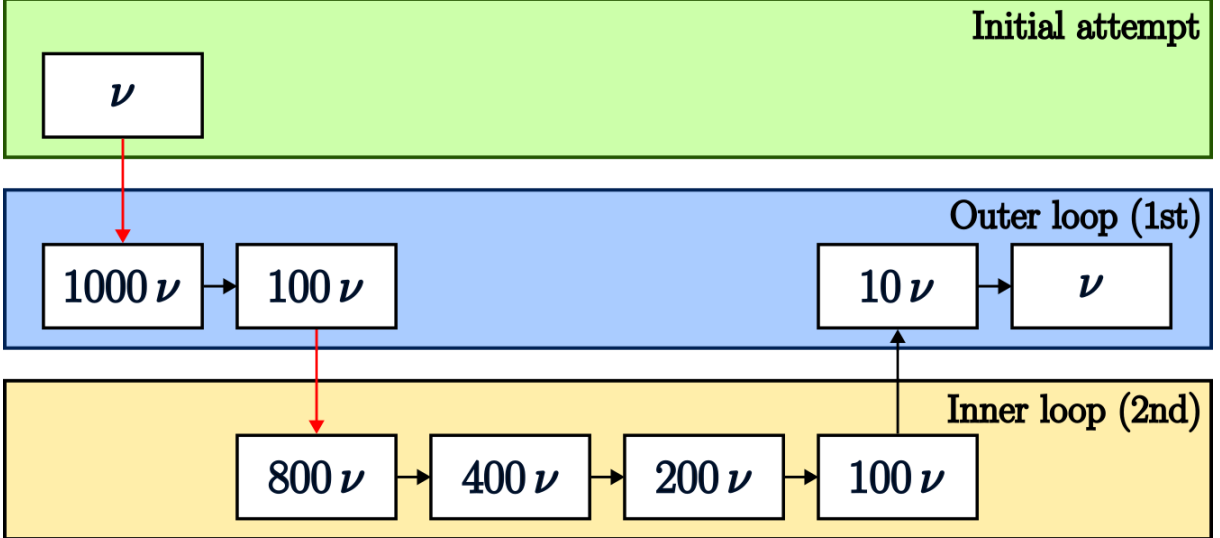 Initial attempt
ν
Outer loop (1st)
1000 ν
100 ν
10 ν
ν
Inner loop (2nd)
800 ν
400 ν
200 ν
100 ν